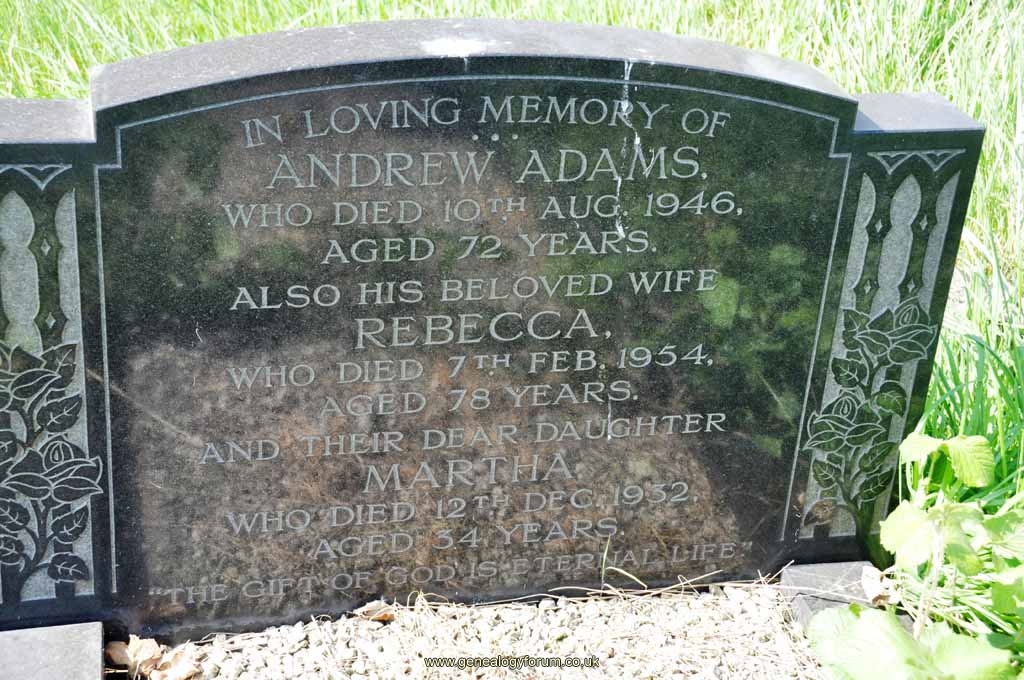 IN LOVING MEMORY OF
ANDREW ADAMS,
WHO DIED 10TH AUG. 1946,
AGED 72 YEARS.
ALSO HIS BELOVED WIFE
REBECCA,
WHO DIED 7TH FEB. 1954,
AGED 78 YEARS.
AND THEIR DEAR DAUGHTER
MARTHA,
WHO DIED 12TH DEC. 1932,
AGED 34 YEARS.
"THE GIFT OF GOD IS ETERNAL LIFE"
www.genealogyforum.co.uk